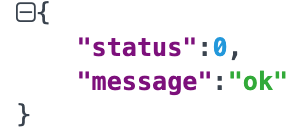 {
"status":0,
"message":"ok"
}